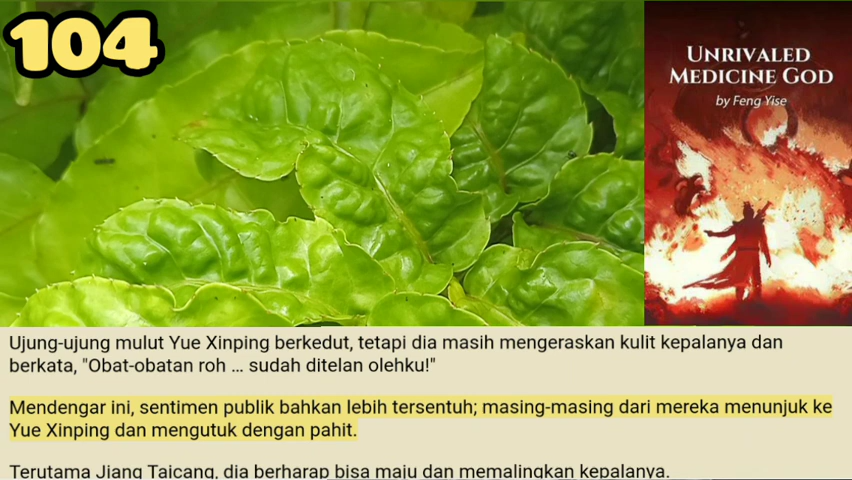 104
UNRIVALED
MEDICINE GOD
by Feng Yise
Ujung-ujung mulut Yue Xinping berkedut, tetapi dia masih mengeraskan kulit kepalanya dan
berkata, "Obat-obatan roh ... sudah ditelan olehku!"
Mendengar ini, sentimen publik bahkan lebih tersentuh; masing-masing dari mereka menunjuk ke
Yue Xinping dan mengutuk dengan pahit.
Terutama Jiang Taicang, dia berharap bisa maju dan memalingkan kepalanya.